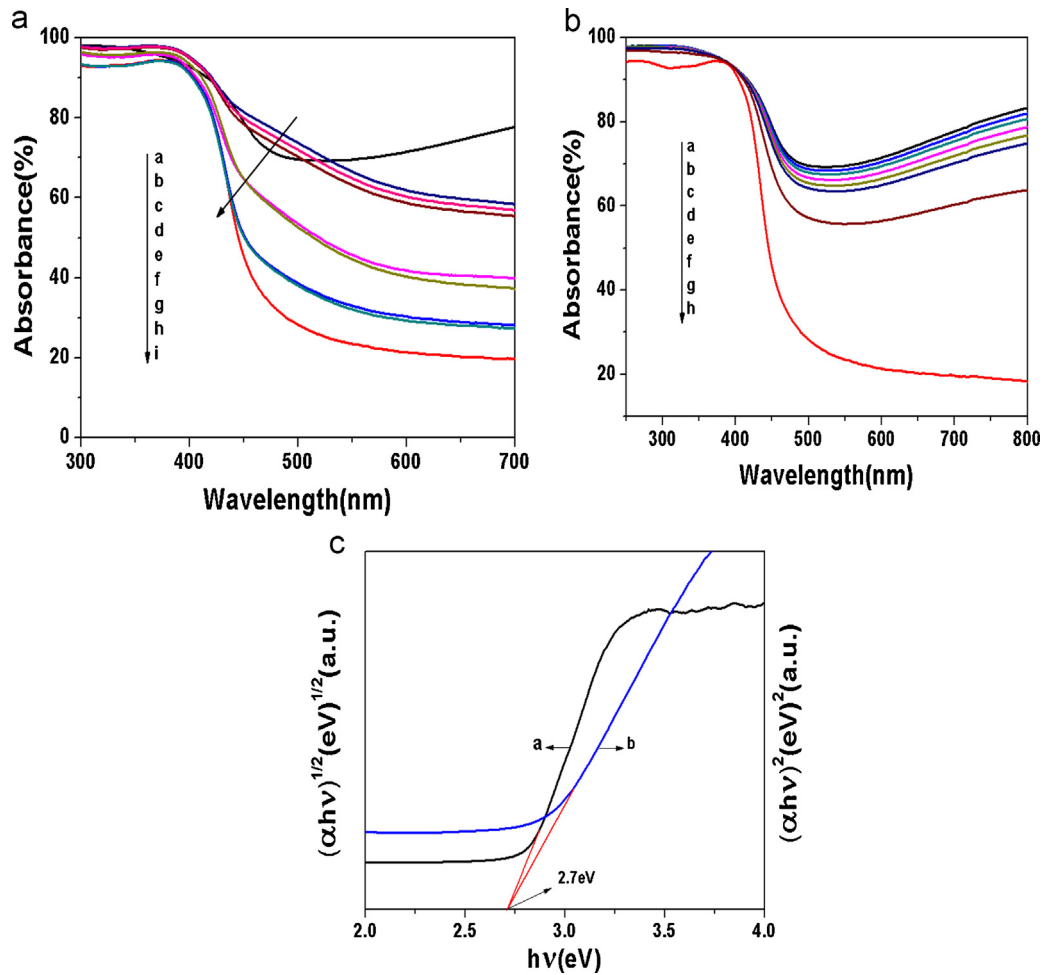 a
Absorbance(%)
100
80
60
40
20
0
a
b
c
d
e
f
g
h
i
300
400
500
600
700
Wavelength(nm)
b
Absorbance(%)
100
80
60
40
20
a
b
c
d
e
f
g
h
300
400
500
600
700
800
Wavelength(nm)
c
(αhν)^1/2(eV)^1/2(a.u.)
a
b
2.7eV
(αhν)^2(eV)^2(a.u.)
2.0
2.5
3.0
3.5
4.0
hν(eV)